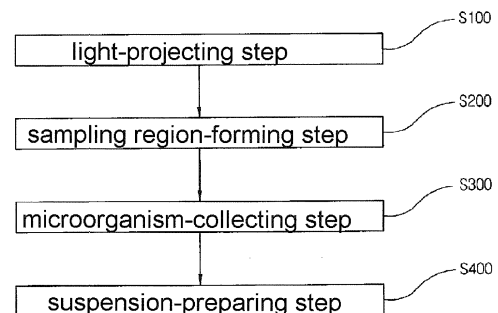 S100
light-projecting step
S200
sampling region-forming step
S300
microorganism-collecting step
S400
suspension-preparing step